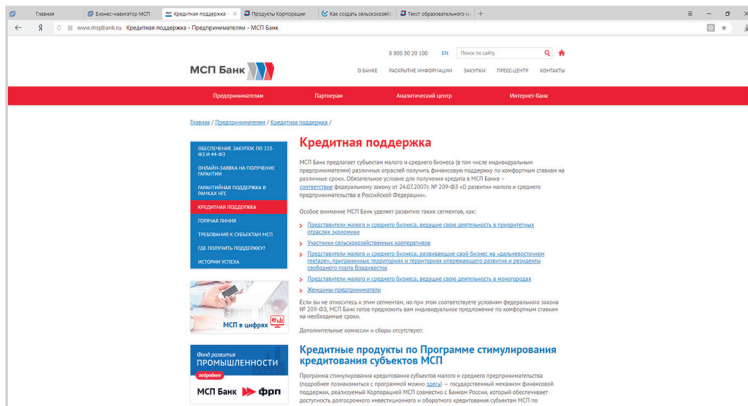 Главная
Бизнес-навигатор МСП
Кредитная поддержка -
Продукты Корпорации
Как создать сельскохозяй
Текст образовательного м
www.mspbank.ru Кредитная поддержка - Предпринимателям - МСП Банк
8 800 30 20 100 EN Поиск по сайту
МСП Банк
О БАНКЕ РАСКРЫТИЕ ИНФОРМАЦИИ ЗАКУПКИ ПРЕСС-ЦЕНТР КОНТАКТЫ
Предпринимателям Партнерам Аналитический центр Интернет-Банк
Главная / Предпринимателям / Кредитная поддержка /
ОБЕСПЕЧЕНИЕ ЗАКУПОК ПО 223-
ФЗ И 44-ФЗ
ОНЛАЙН-ЗАЯВКА НА ПОЛУЧЕНИЕ
ГАРАНТИИ
ГАРАНТИЙНАЯ ПОДДЕРЖКА В
РАМКАХ НГС
КРЕДИТНАЯ ПОДДЕРЖКА
ГОРЯЧАЯ ЛИНИЯ
ТРЕБОВАНИЯ К СУБЪЕКТАМ МСП
ГДЕ ПОЛУЧИТЬ ПОДДЕРЖКУ?
ИСТОРИИ УСПЕХА
МСП в цифрах
Фонд развития
ПРОМЫШЛЕННОСТИ
подробнее
МСП Банк фрп
Кредитная поддержка
МСП Банк предлагает субъектам малого и среднего бизнеса (в том числе индивидуальным
предпринимателям) различных отраслей получить финансовую поддержку по комфортным ставкам на
различные сроки. Обязательное условие для получения кредита в МСП Банке –
соответствие федеральному закону от 24.07.2007г. № 209-ФЗ «О развитии малого и среднего
предпринимательства в Российской Федерации».
Особое внимание МСП Банк уделяет развитию таких сегментов, как:
Представители малого и среднего бизнеса, ведущие свою деятельность в приоритетных
отраслях экономики
Участники сельскохозяйственных кооперативов
Представители малого и среднего бизнеса, развивающие свой бизнес на «дальневосточном
гектаре», приграничных территориях и территориях опережающего развития и резиденты
свободного порта Владивосток
Представители малого и среднего бизнеса, ведущие свою деятельность в моногородах
Женщины-предприниматели
Если вы не относитесь к этим сегментам, но при этом соответствуете условиям федерального закона
№ 209-ФЗ, МСП Банк готов предложить вам индивидуальное предложение по комфортным ставкам
на необходимые сроки.
Дополнительные комиссии и сборы отсутствуют.
Кредитные продукты по Программе стимулирования
кредитования субъектов МСП
Программа стимулирования кредитования субъектов малого и среднего предпринимательства
(подробнее познакомиться с программой можно здесь) — государственный механизм финансовой
поддержки, реализуемый Корпорацией МСП совместно с Банком России, который обеспечивает
доступность долгосрочного инвестиционного и оборотного кредитования субъектам МСП по